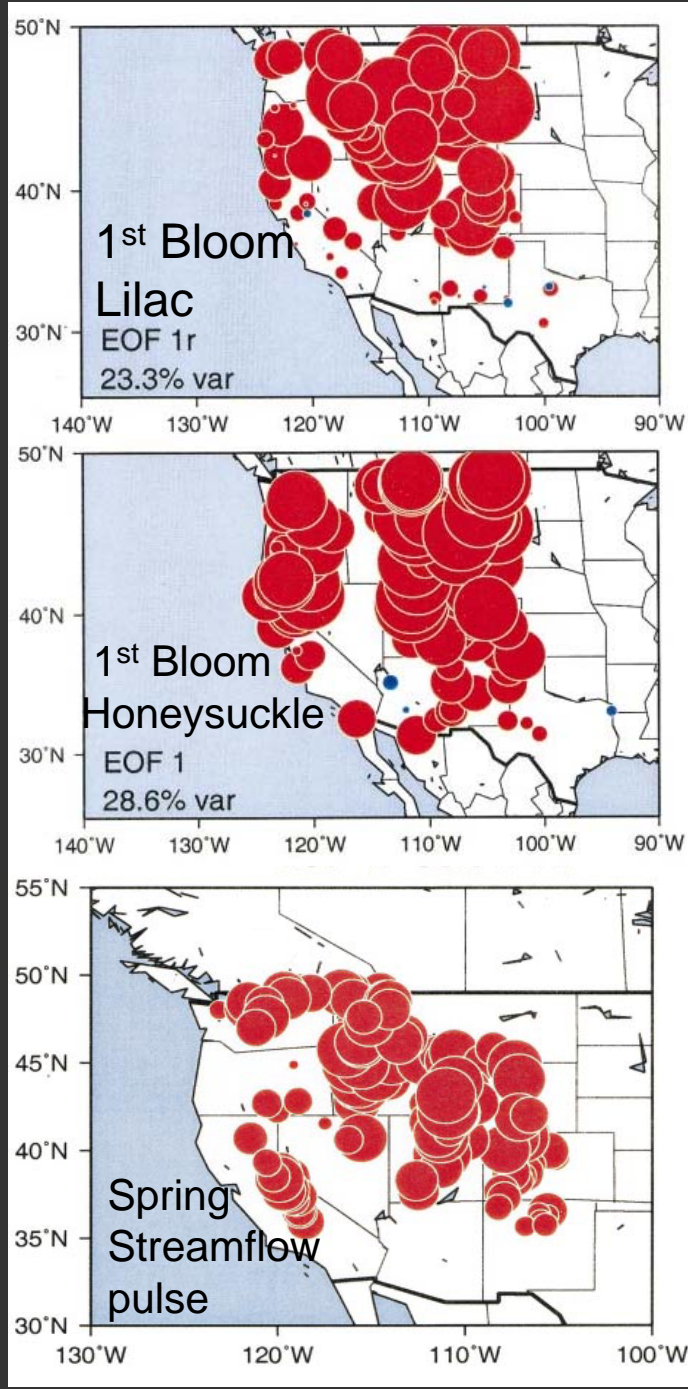 50°N
40°N
30°N
1st Bloom
Lilac
EOF 1r
23.3% var
140°W 130°W 120°W 110°W 100°W 90°W
50°N
40°N
30°N
1st Bloom
Honeysuckle
EOF 1
28.6% var
140°W 130°W 120°W 110°W 100°W 90°W
55°N
50°N
45°N
40°N
35°N
30°N
Spring
Streamflow
pulse
130°W 120°W 110°W 100°W